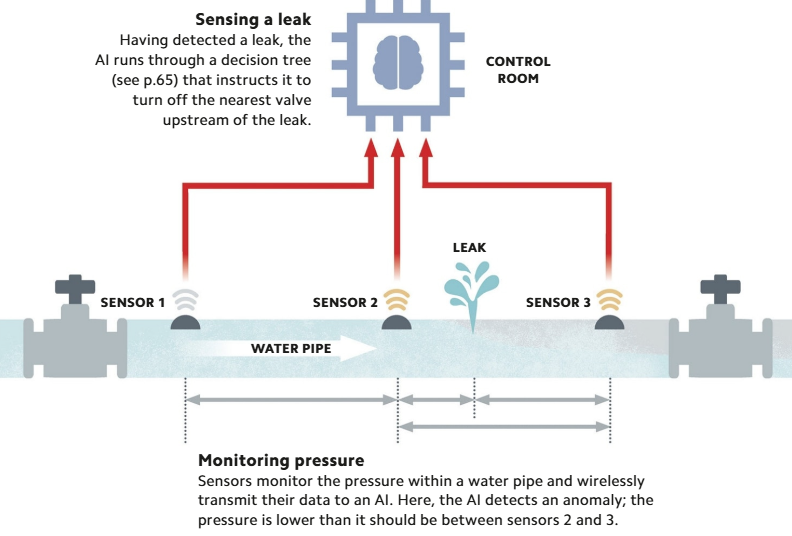 Sensing a leak
Having detected a leak, the
AI runs through a decision tree
(see p.65) that instructs it to
turn off the nearest valve
upstream of the leak.
CONTROL
ROOM
LEAK
SENSOR 1
SENSOR 2
SENSOR 3
WATER PIPE
Monitoring pressure
Sensors monitor the pressure within a water pipe and wirelessly
transmit their data to an AI. Here, the AI detects an anomaly; the
pressure is lower than it should be between sensors 2 and 3.